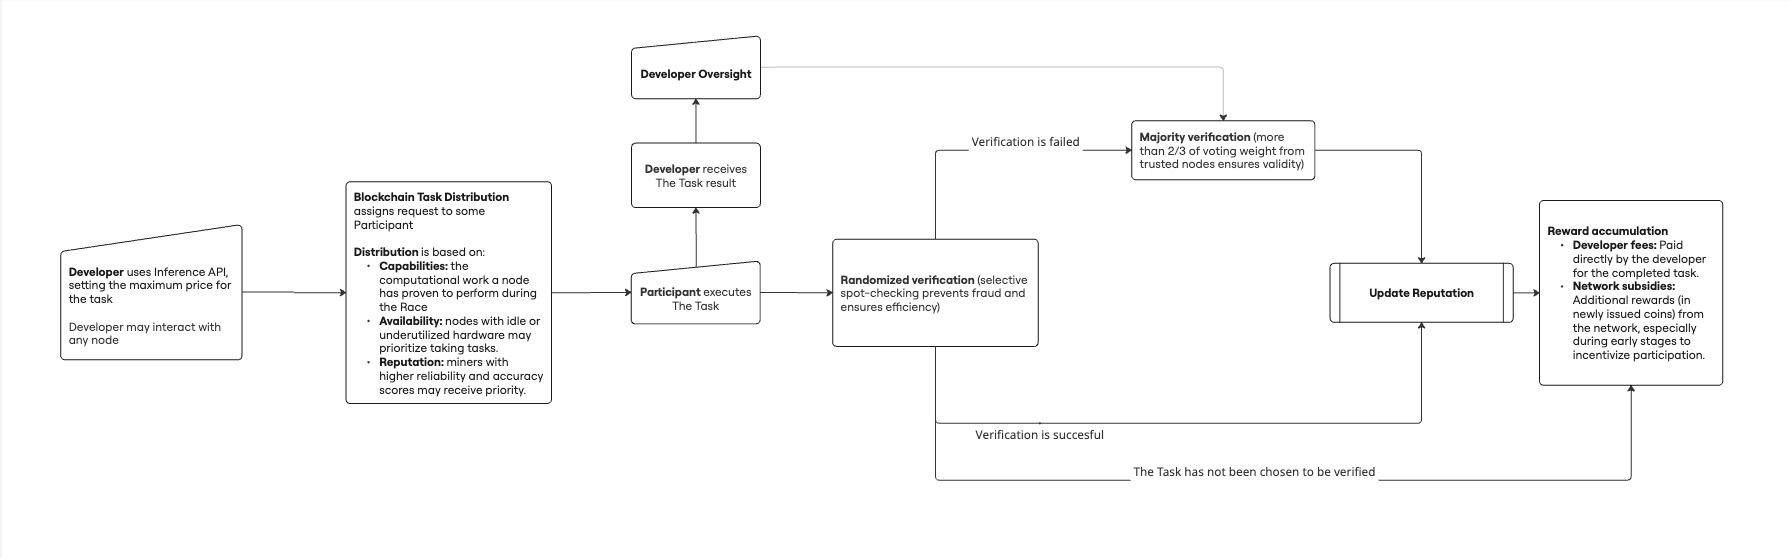 Developer uses Inference API,
setting the maximum price for
the task
Developer may interact with
any node
Blockchain Task Distribution
assigns request to some
Participant
Distribution is based on:
• Capabilities: the
computational work a node
has proven to perform during
the Race
• Availability: nodes with idle or
underutilized hardware may
prioritize taking tasks.
• Reputation: miners with
higher reliability and accuracy
scores may receive priority.
Developer Oversight
Developer receives
The Task result
Participant executes
The Task
Randomized verification (selective
spot-checking prevents fraud and
ensures efficiency)
Verification is failed
Majority verification (more
than 2/3 of voting weight from
trusted nodes ensures validity)
Verification is succesful
The Task has not been chosen to be verified
Update Reputation
Reward accumulation
• Developer fees: Paid
directly by the developer
for the completed task.
• Network subsidies:
Additional rewards (in
newly issued coins) from
the network, especially
during early stages to
incentivize participation.